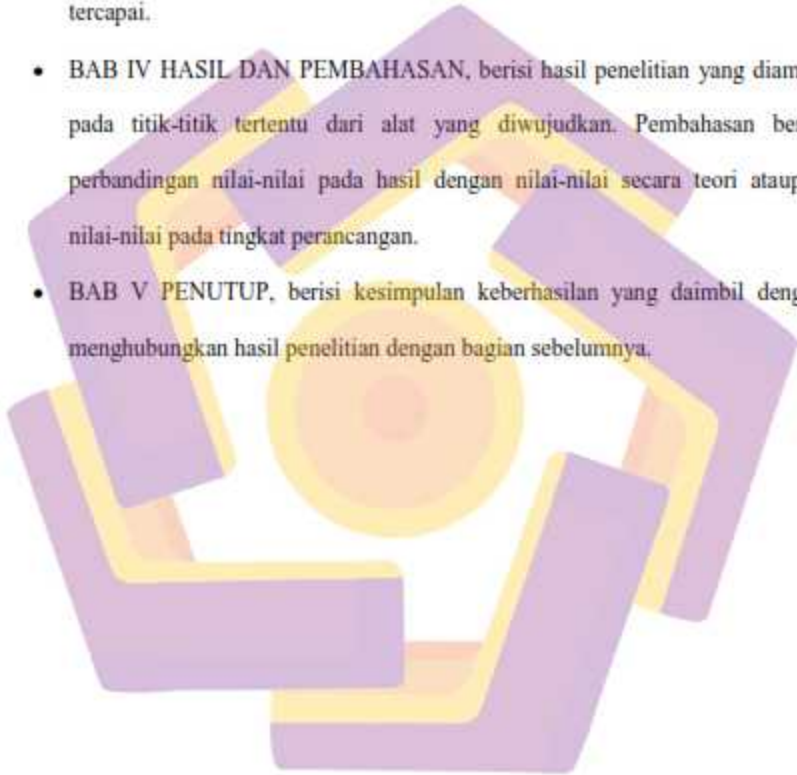 tercapai.
• BAB IV HASIL DAN PEMBAHASAN, berisi hasil penelitian yang diam
pada titik-titik tertentu dari alat yang diwujudkan. Pembahasan ber
perbandingan nilai-nilai pada hasil dengan nilai-nilai secara teori ataup
nilai-nilai pada tingkat perancangan.
• BAB V PENUTUP, berisi kesimpulan keberhasilan yang daimbil deng
menghubungkan hasil penelitian dengan bagian sebelumnya.